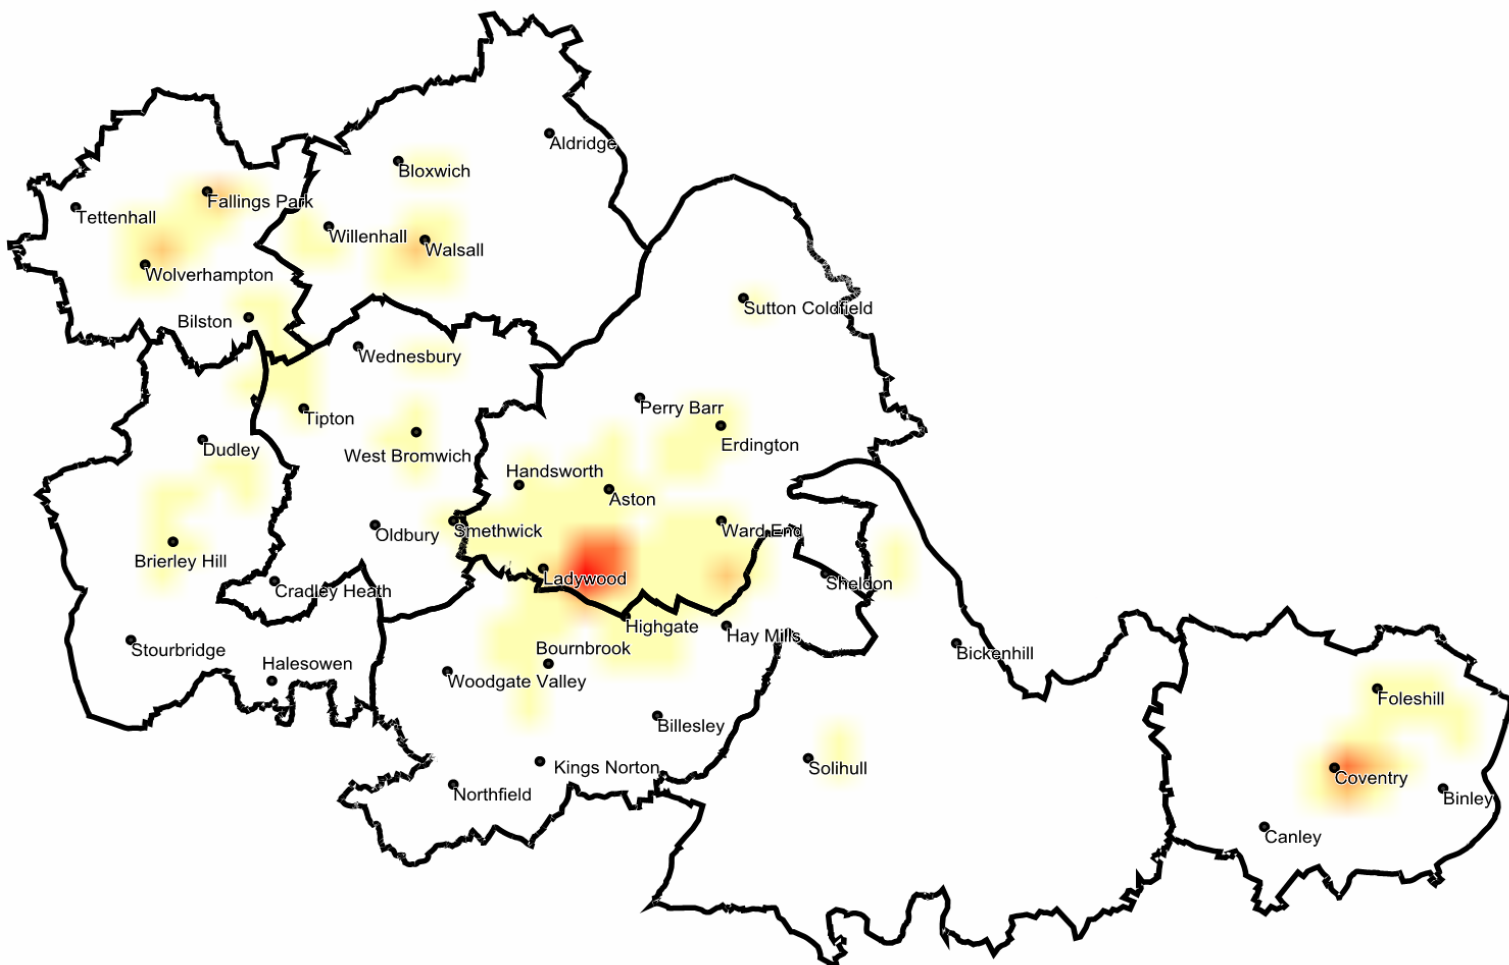 Aldridge
Bloxwich
Fallings Park
Tettenhall
Willenhall
Walsall
Wolverhampton
Sutton Coldfield
Bilston
Wednesbury
Perry Barr
Tipton
Erdington
Dudley
West Bromwich
Handsworth
Aston
Oldbury
Smethwick
Ward End
Brierley Hill
Ladywood
Sheldon
Cradley Heath
Highgate
Hay Mills
Stourbridge
Bournbrook
Bickenhill
Halesowen
Woodgate Valley
Foleshill
Billesley
Kings Norton
Solihull
Coventry
Northfield
Binley
Canley